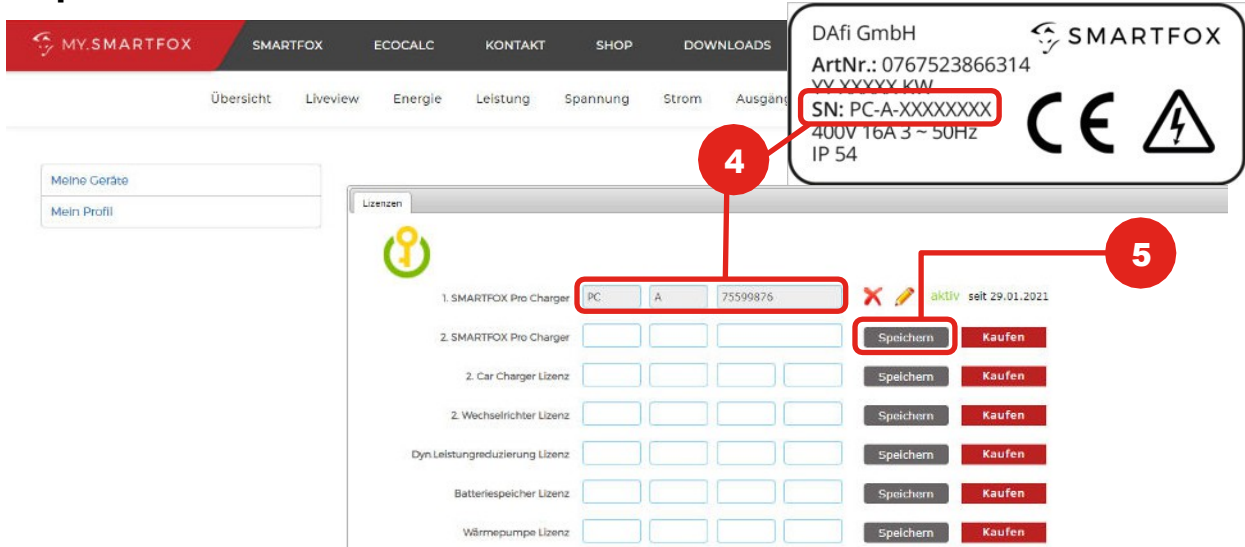 MY.SMARTFOX SMARTFOX ECOCALC KONTAKT SHOP DOWNLOADS
Übersicht Liveview Energie Leistung Spannung Strom Ausgäng
DAfi GmbH SMARTFOX
ArtNr.: 0767523866314
YY XXXXX KW
SN: PC-A-XXXXXXXX
400V 16A 3 ~ 50Hz
IP 54
CE
4
Meine Geräte
Mein Profil
Lizenzen
5
1. SMARTFOX Pro Charger PC A 75599876 aktiv seit 29.01.2021
2. SMARTFOX Pro Charger Speichern Kaufen
2. Car Charger Lizenz Speichern Kaufen
2. Wechselrichter Lizenz Speichern Kaufen
Dyn.Leistungreduzierung Lizenz Speichern Kaufen
Batteriespeicher Lizenz Speichern Kaufen
Wärmepumpe Lizenz Speichern Kaufen